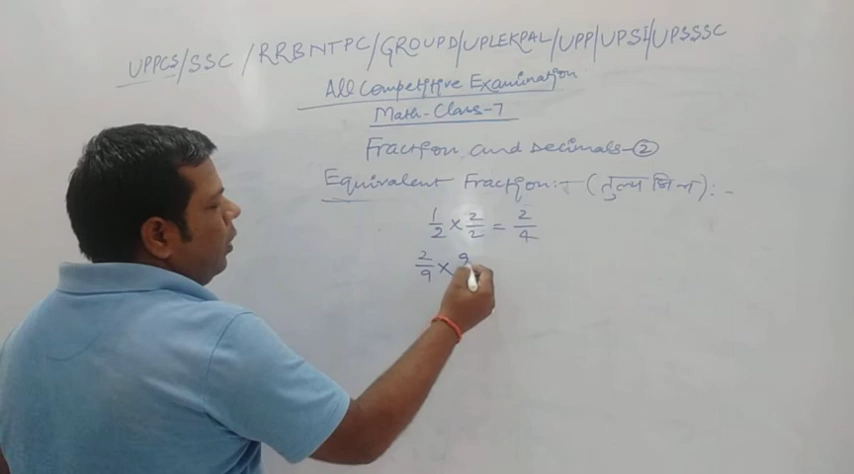 UPPCS/SSC/RRBNTPC/GROUPD/UPLEKPAL/UPP/UPSI/UPSSSC
All Competitive Examination
Math-Class-7
Fraction and Decimals-②
Equivalent Fraction:- (तुल्य भिन्न):-
1/2 × 2/2 = 2/4
2/9 × 9